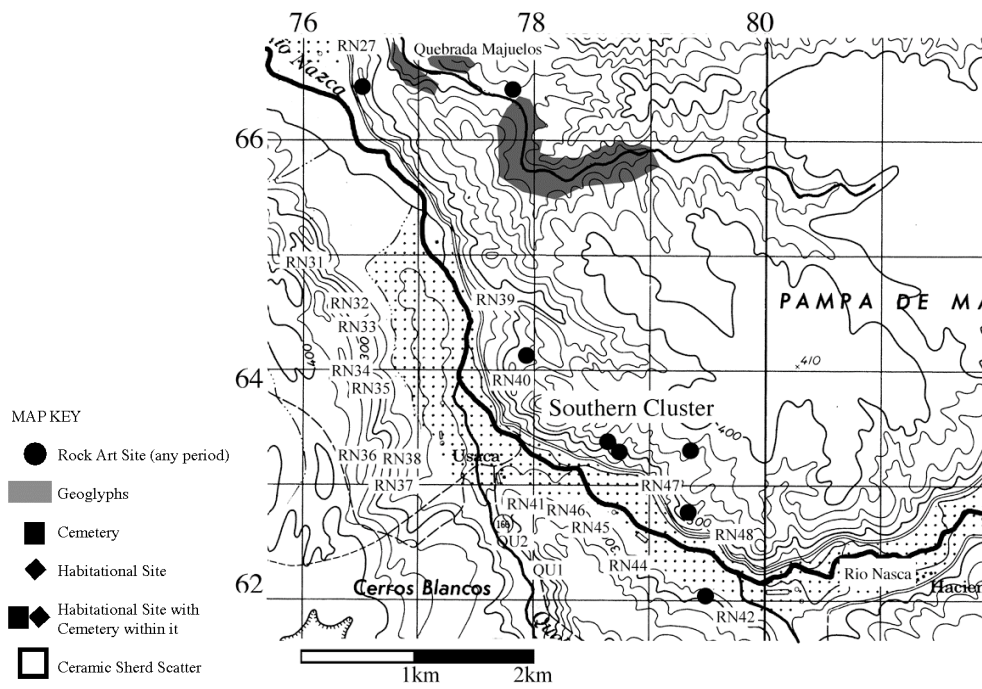 76
78
80
RN27
Quebrada Majuelos
Nazca
66
RN31
RN32
RN33
RN34
RN35
300
400
RN39
RN40
PAMPA DE MA
410
64
Southern Cluster
400
MAP KEY
Rock Art Site (any period)
Geoglyphs
Cemetery
Habitational Site
Habitational Site with
Cemetery within it
Ceramic Sherd Scatter
RN36
RN38
RN37
Usaca
RN47
RN41
RN46
RN45
RN48
QU2
QU1
RN44
300
62
Cerros Blancos
Rio Nasca
Hacien
RN42
1km
2km